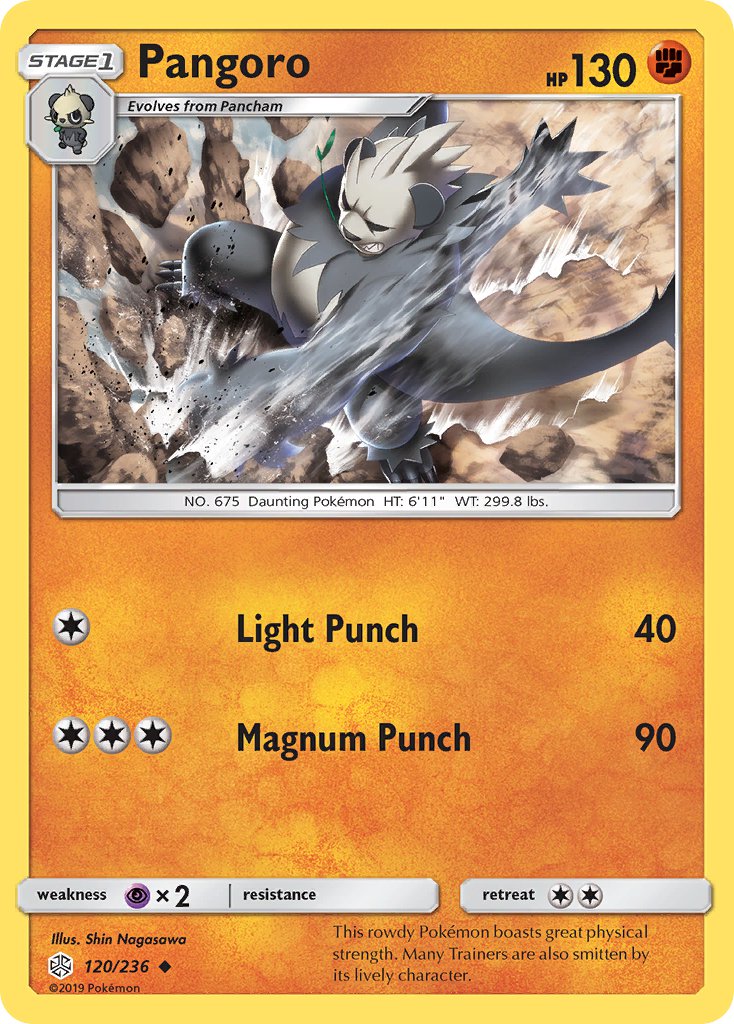 STAGE1
Pangoro
HP130
Evolves from Pancham
NO. 675 Daunting Pokémon HT: 6'11" WT: 299.8 lbs.
Light Punch 40
Magnum Punch 90
weakness ×2 resistance retreat
Illus. Shin Nagasawa
120/236
©2019 Pokémon
This rowdy Pokémon boasts great physical
strength. Many Trainers are also smitten by
its lively character.